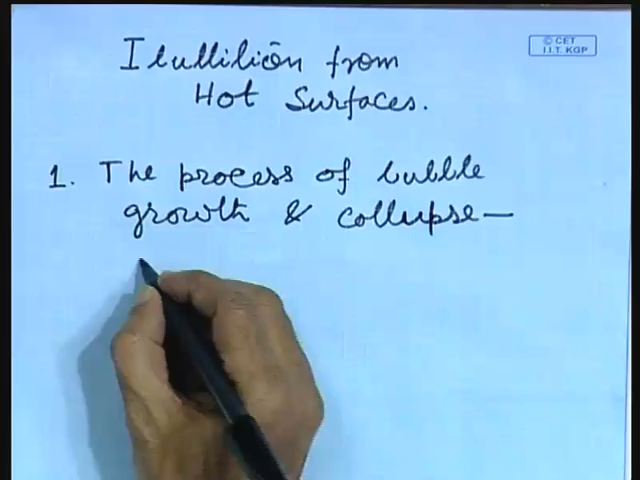 Ebullition from
Hot Surfaces.
© CET
I.I.T. KGP
1. The process of bubble
growth & collapse —